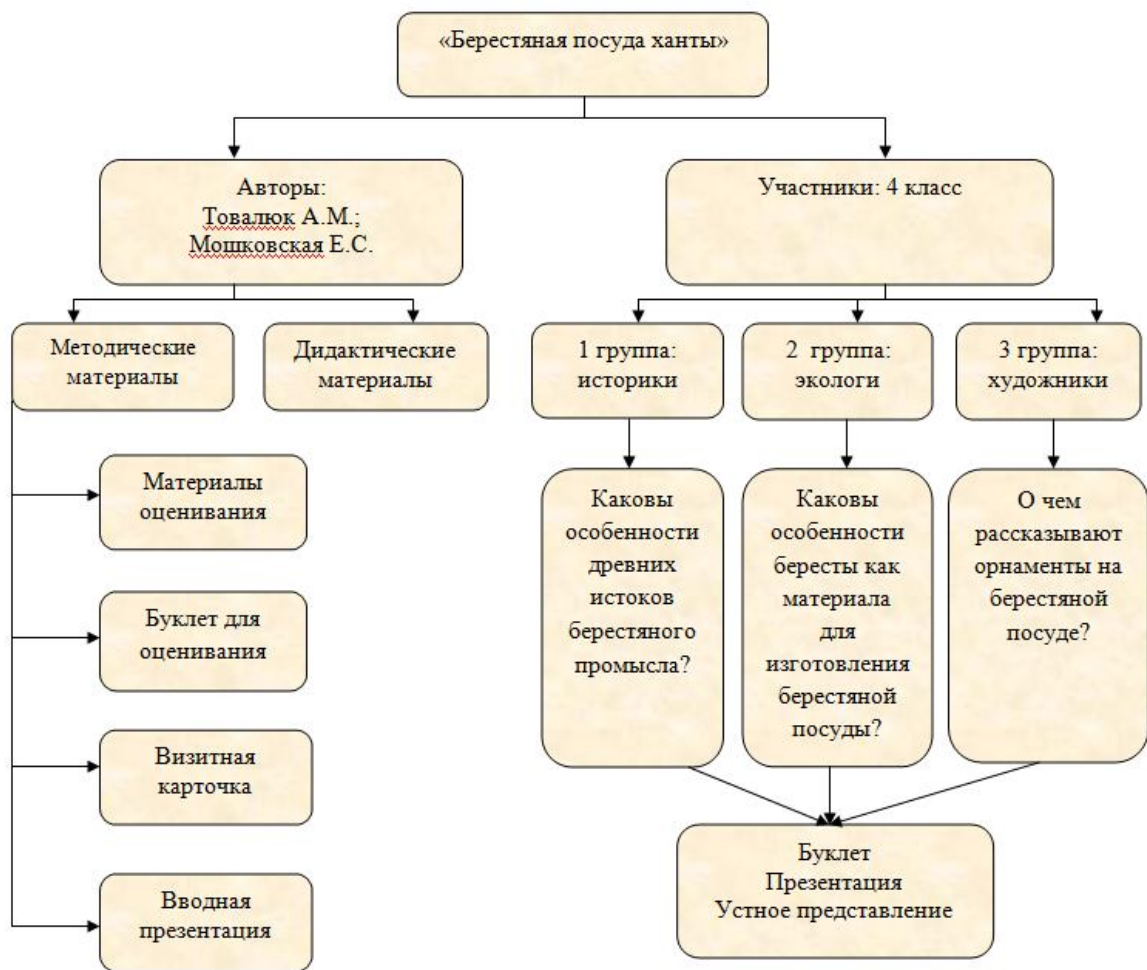 «Берестяная посуда ханты»
Авторы:
Товалюк А.М.;
Мошковская Е.С.
Участники: 4 класс
Методические
материалы
Дидактические
материалы
1 группа:
историки
2 группа:
экологи
3 группа:
художники
Материалы
оценивания
Буклет для
оценивания
Визитная
карточка
Вводная
презентация
Каковы
особенности
древних
истоков
берестяного
промысла?
Каковы
особенности
бересты как
материала
для
изготовления
берестяной
посуды?
О чем
рассказывают
орнаменты на
берестяной
посуде?
Буклет
Презентация
Устное представление